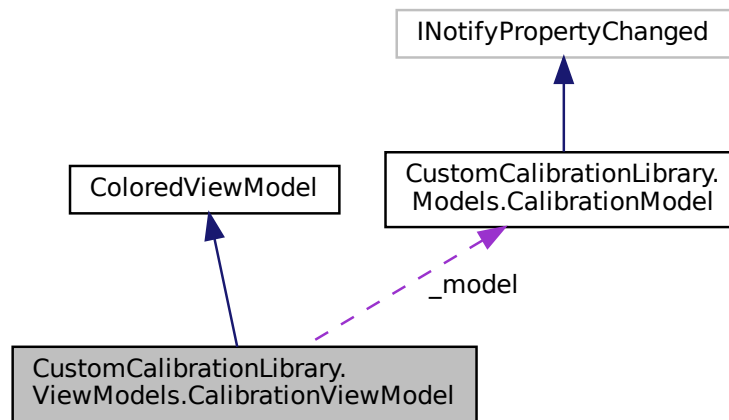 INotifyPropertyChanged
CustomCalibrationLibrary.
Models.CalibrationModel
ColoredViewModel
_model
CustomCalibrationLibrary.
ViewModels.CalibrationViewModel